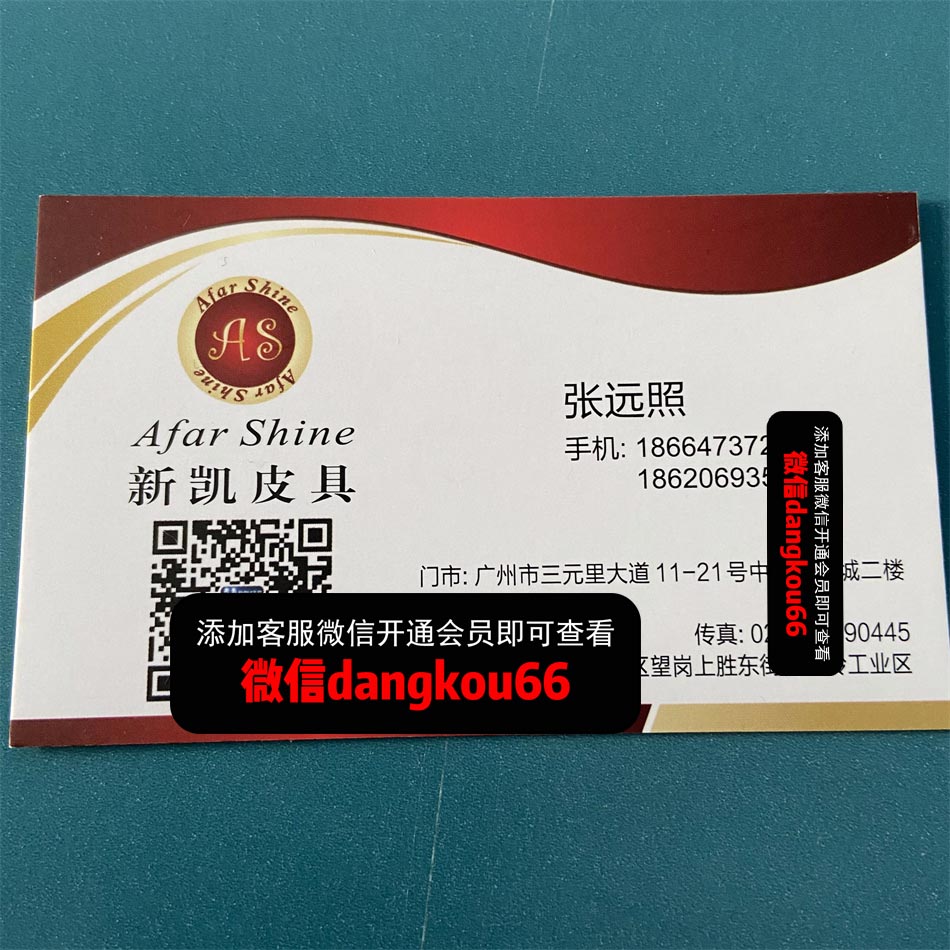 Afar Shine
AS
Afar Shine
Afar Shine
新凯皮具
张远照
手机: 186647372
18620693
门市: 广州市三元里大道 11-21号中 城二楼
传真: 02 90445
区望岗上胜东街 工业区
添加客服微信开通会员即可查看
微信dangkou66
添加客服微信开通会员即可查看
微信dangkou66